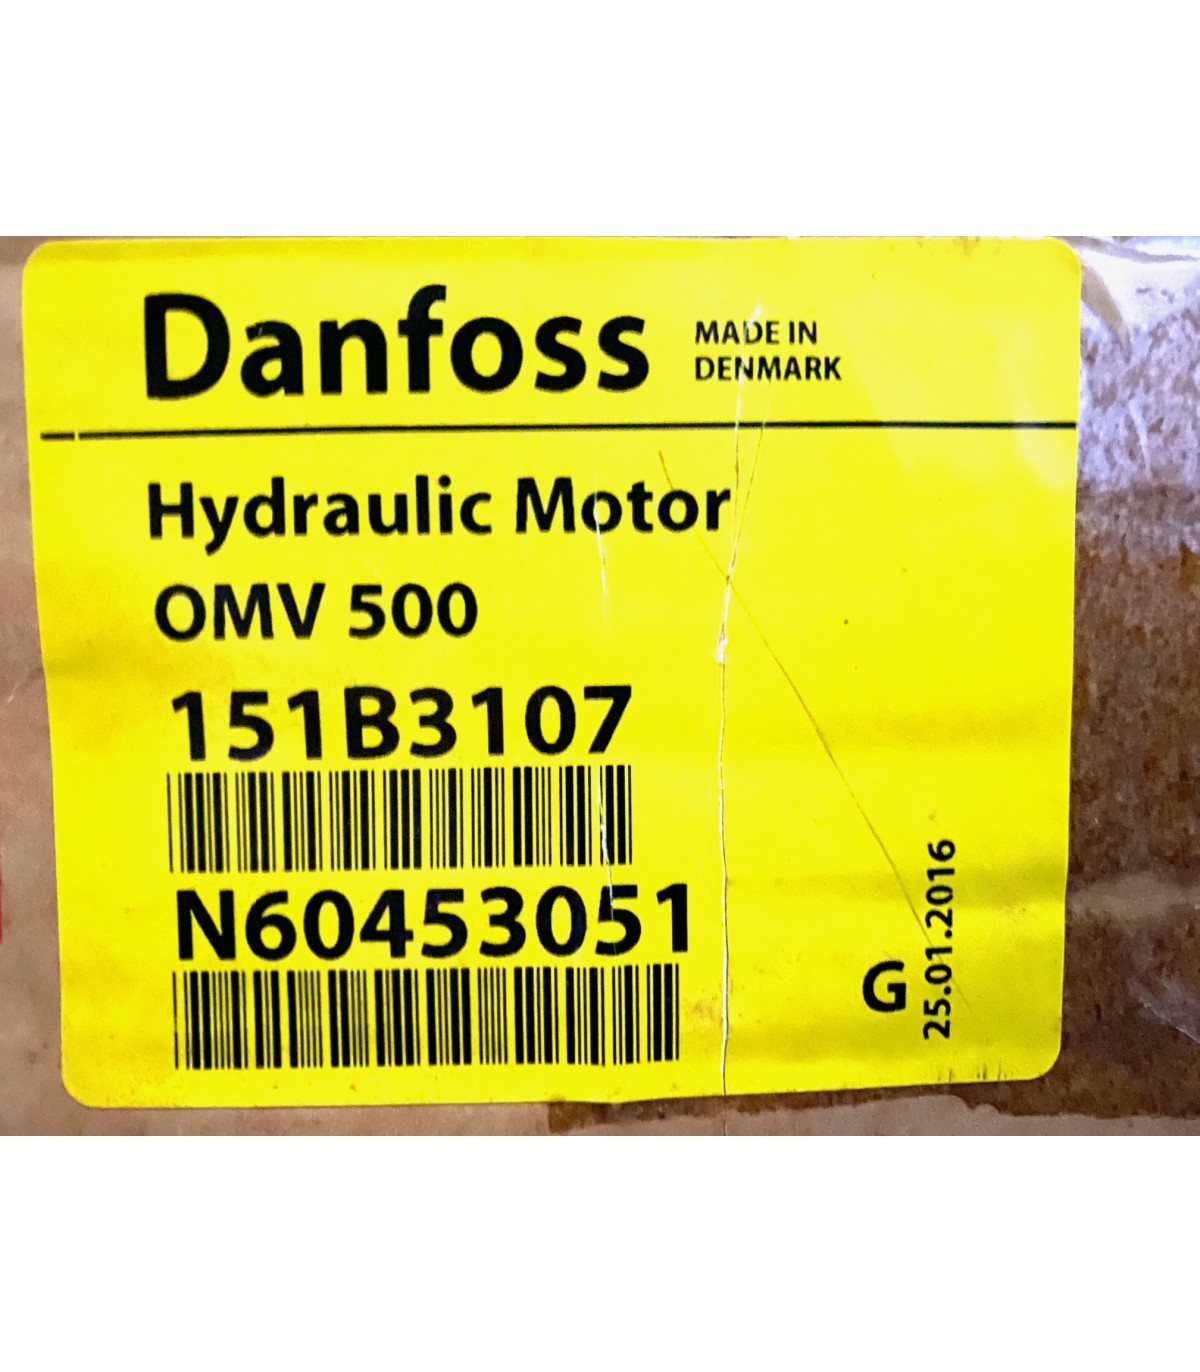 Danfoss
MADE IN
DENMARK
Hydraulic Motor
OMV 500
151B3107
N60453051
G
25.01.2016